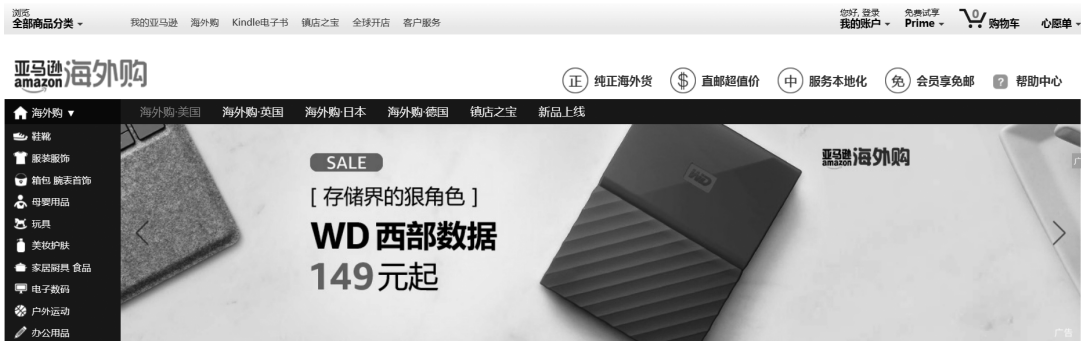 浏览
全部商品分类
我的亚马逊 海外购 Kindle电子书 镇店之宝 全球开店 客户服务
您好, 登录
我的账户
免费试享
Prime
0
购物车
心愿单
亚马逊
amazon
海外购
正 纯正海外货
$ 直邮超值价
中 服务本地化
免 会员享免邮
? 帮助中心
海外购
海外购·美国 海外购·英国 海外购·日本 海外购·德国 镇店之宝 新品上线
鞋靴
服装服饰
箱包 腕表首饰
母婴用品
玩具
美妆护肤
家居厨具 食品
电子数码
户外运动
办公用品
SALE
[ 存储界的狠角色 ]
WD 西部数据
149元起
WD
亚马逊
amazon
海外购
广告